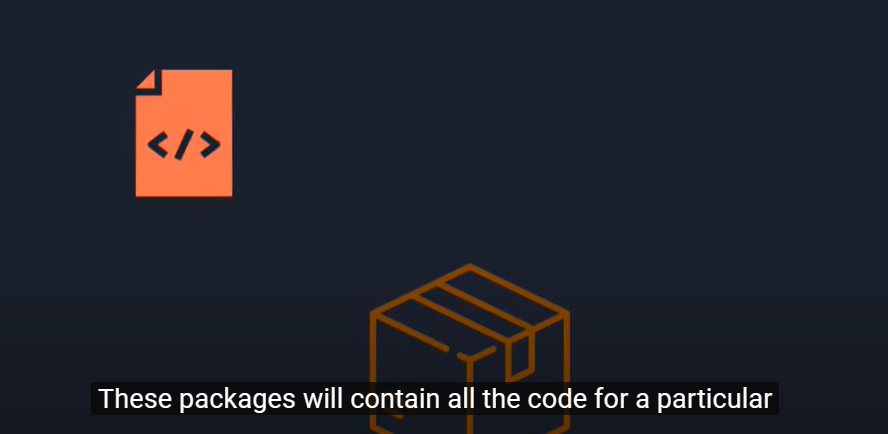 </>
These packages will contain all the code for a particular